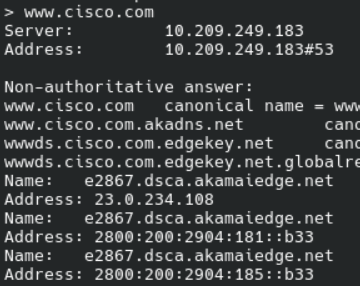 > www.cisco.com
Server: 10.209.249.183
Address: 10.209.249.183#53

Non-authoritative answer:
www.cisco.com canonical name = www
www.cisco.com.akadns.net cano
wwwds.cisco.com.edgekey.net can
wwwds.cisco.com.edgekey.net.globalre
Name: e2867.dsca.akamaiedge.net
Address: 23.0.234.108
Name: e2867.dsca.akamaiedge.net
Address: 2800:200:2904:181::b33
Name: e2867.dsca.akamaiedge.net
Address: 2800:200:2904:185::b33